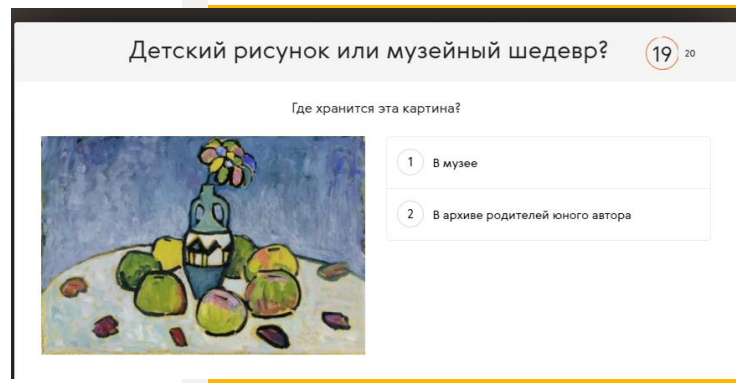 Детский рисунок или музейный шедевр?
19 20
Где хранится эта картина?
1 В музее
2 В архиве родителей юного автора